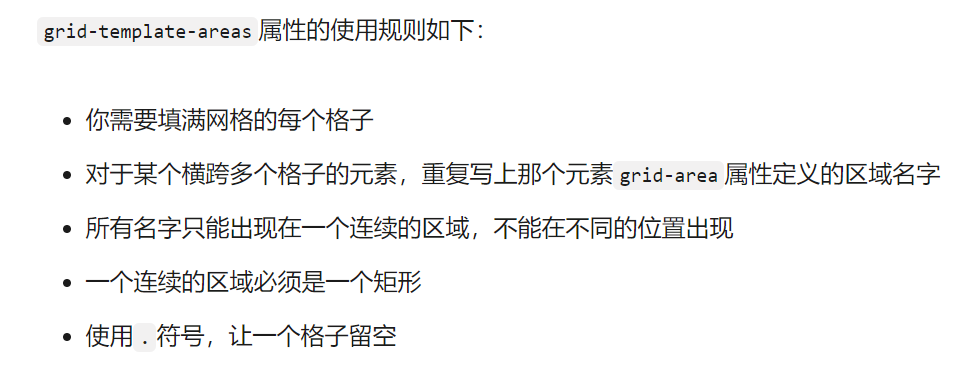 grid-template-areas属性的使用规则如下：
你需要填满网格的每个格子
对于某个横跨多个格子的元素，重复写上那个元素grid-area属性定义的区域名字
所有名字只能出现在一个连续的区域，不能在不同的位置出现
一个连续的区域必须是一个矩形
使用.符号，让一个格子留空